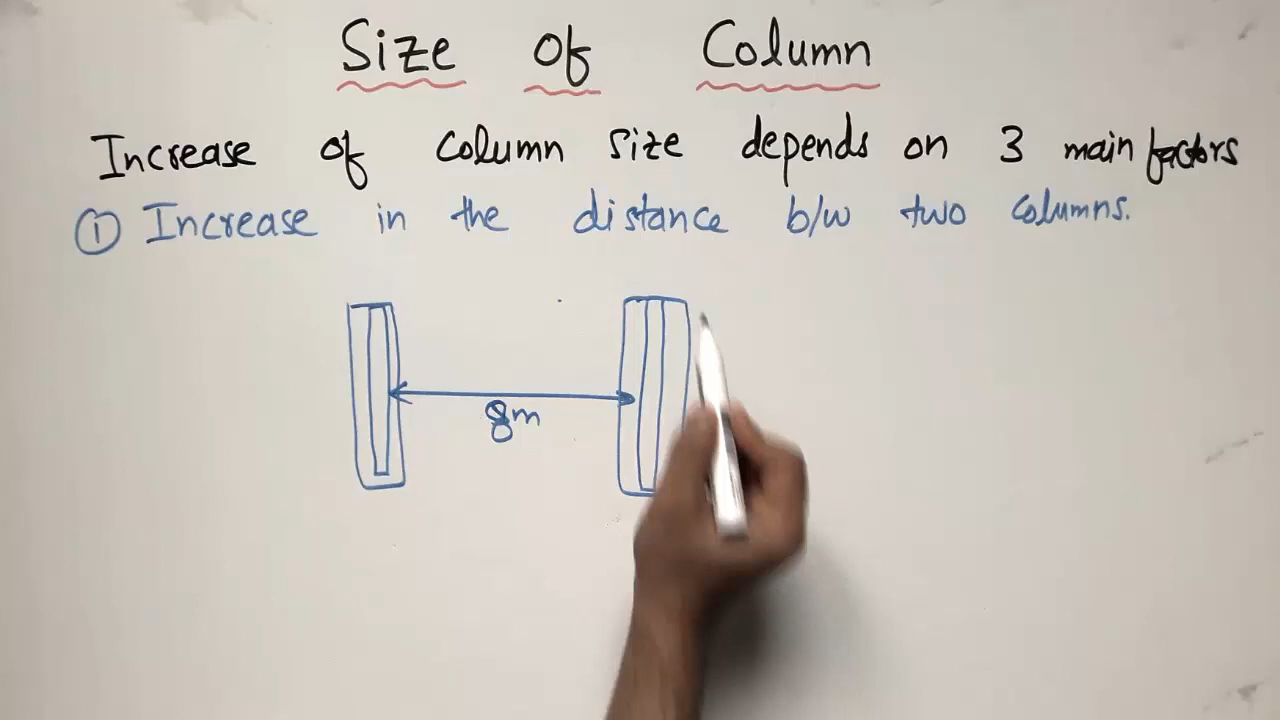 Size of Column
Increase of column size depends on 3 main factors
① Increase in the distance b/w two columns.
8m